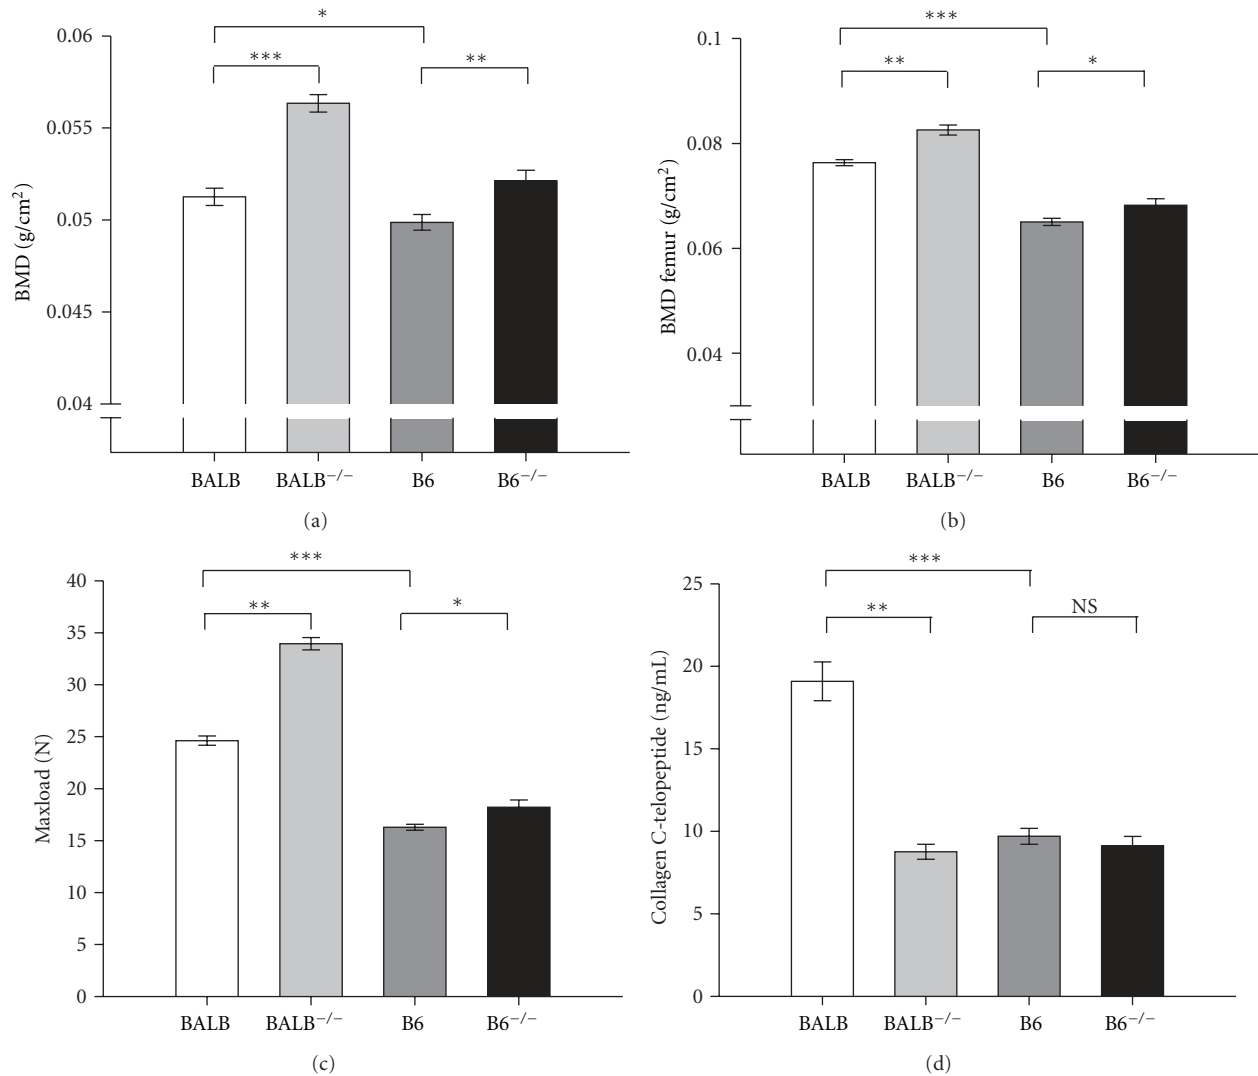 *
***
**
0.06
0.055
0.05
0.045
0.04
BMD (g/cm²)
BALB
BALB−/−
B6
B6−/−
(a)
***
**
*
0.1
0.08
0.06
0.04
BMD femur (g/cm²)
BALB
BALB−/−
B6
B6−/−
(b)
***
**
*
40
35
30
25
20
15
10
5
0
Maxload (N)
BALB
BALB−/−
B6
B6−/−
(c)
***
**
NS
25
20
15
10
5
0
Collagen C-telopeptide (ng/mL)
BALB
BALB−/−
B6
B6−/−
(d)